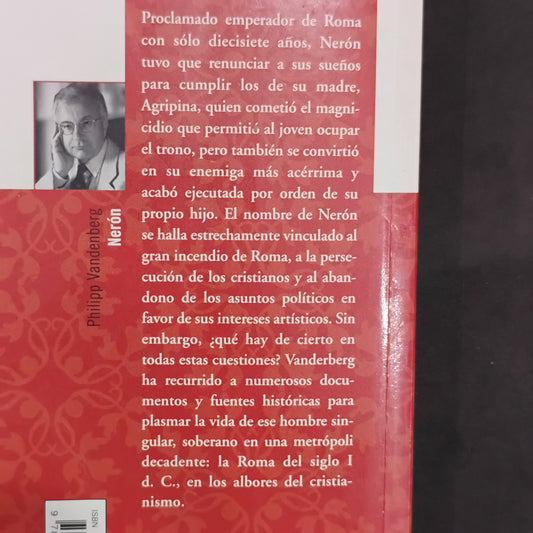 Proclamado emperador de Roma
con sólo diecisiete años, Nerón
tuvo que renunciar a sus sueños
para cumplir los de su madre,
Agripina, quien cometió el magni-
cidio que permitió al joven ocupar
el trono, pero también se convirtió
en su enemiga más acérrima y
acabó ejecutada por orden de su
propio hijo. El nombre de Nerón
se halla estrechamente vinculado al
gran incendio de Roma, a la perse-
cución de los cristianos y al aban-
dono de los asuntos políticos en
favor de sus intereses artísticos. Sin
embargo, ¿qué hay de cierto en
todas estas cuestiones? Vanderberg
ha recurrido a numerosos docu-
mentos y fuentes históricas para
plasmar la vida de ese hombre sin-
gular, soberano en una metrópoli
decadente: la Roma del siglo I
d. C., en los albores del cristia-
nismo.
Philipp Vandenberg
Nerón
ISBN